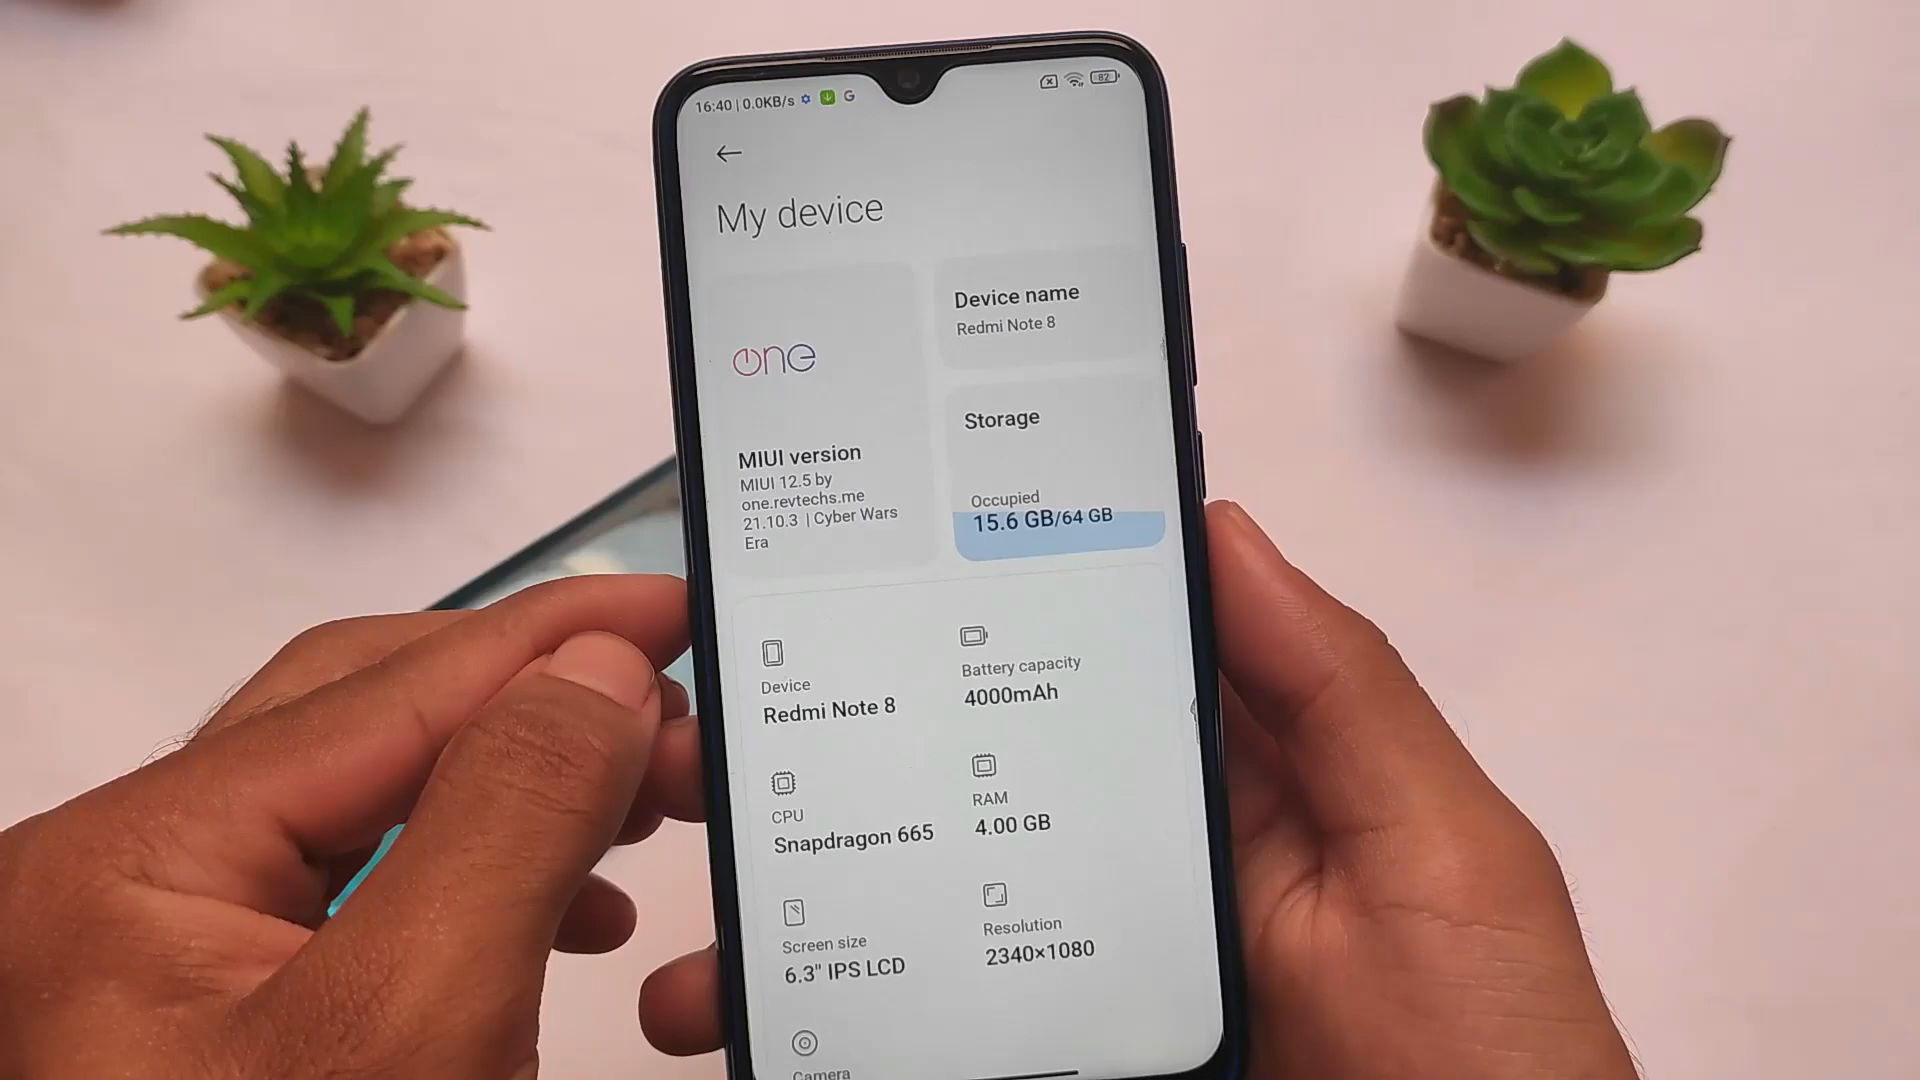 16:40 | 0.0KB/s
82
My device
one
Device name
Redmi Note 8
MIUI version
MIUI 12.5 by
one.revtechs.me
21.10.3 | Cyber Wars
Era
Storage
Occupied
15.6 GB/64 GB
Device
Redmi Note 8
Battery capacity
4000mAh
CPU
Snapdragon 665
RAM
4.00 GB
Screen size
6.3" IPS LCD
Resolution
2340×1080
Camera